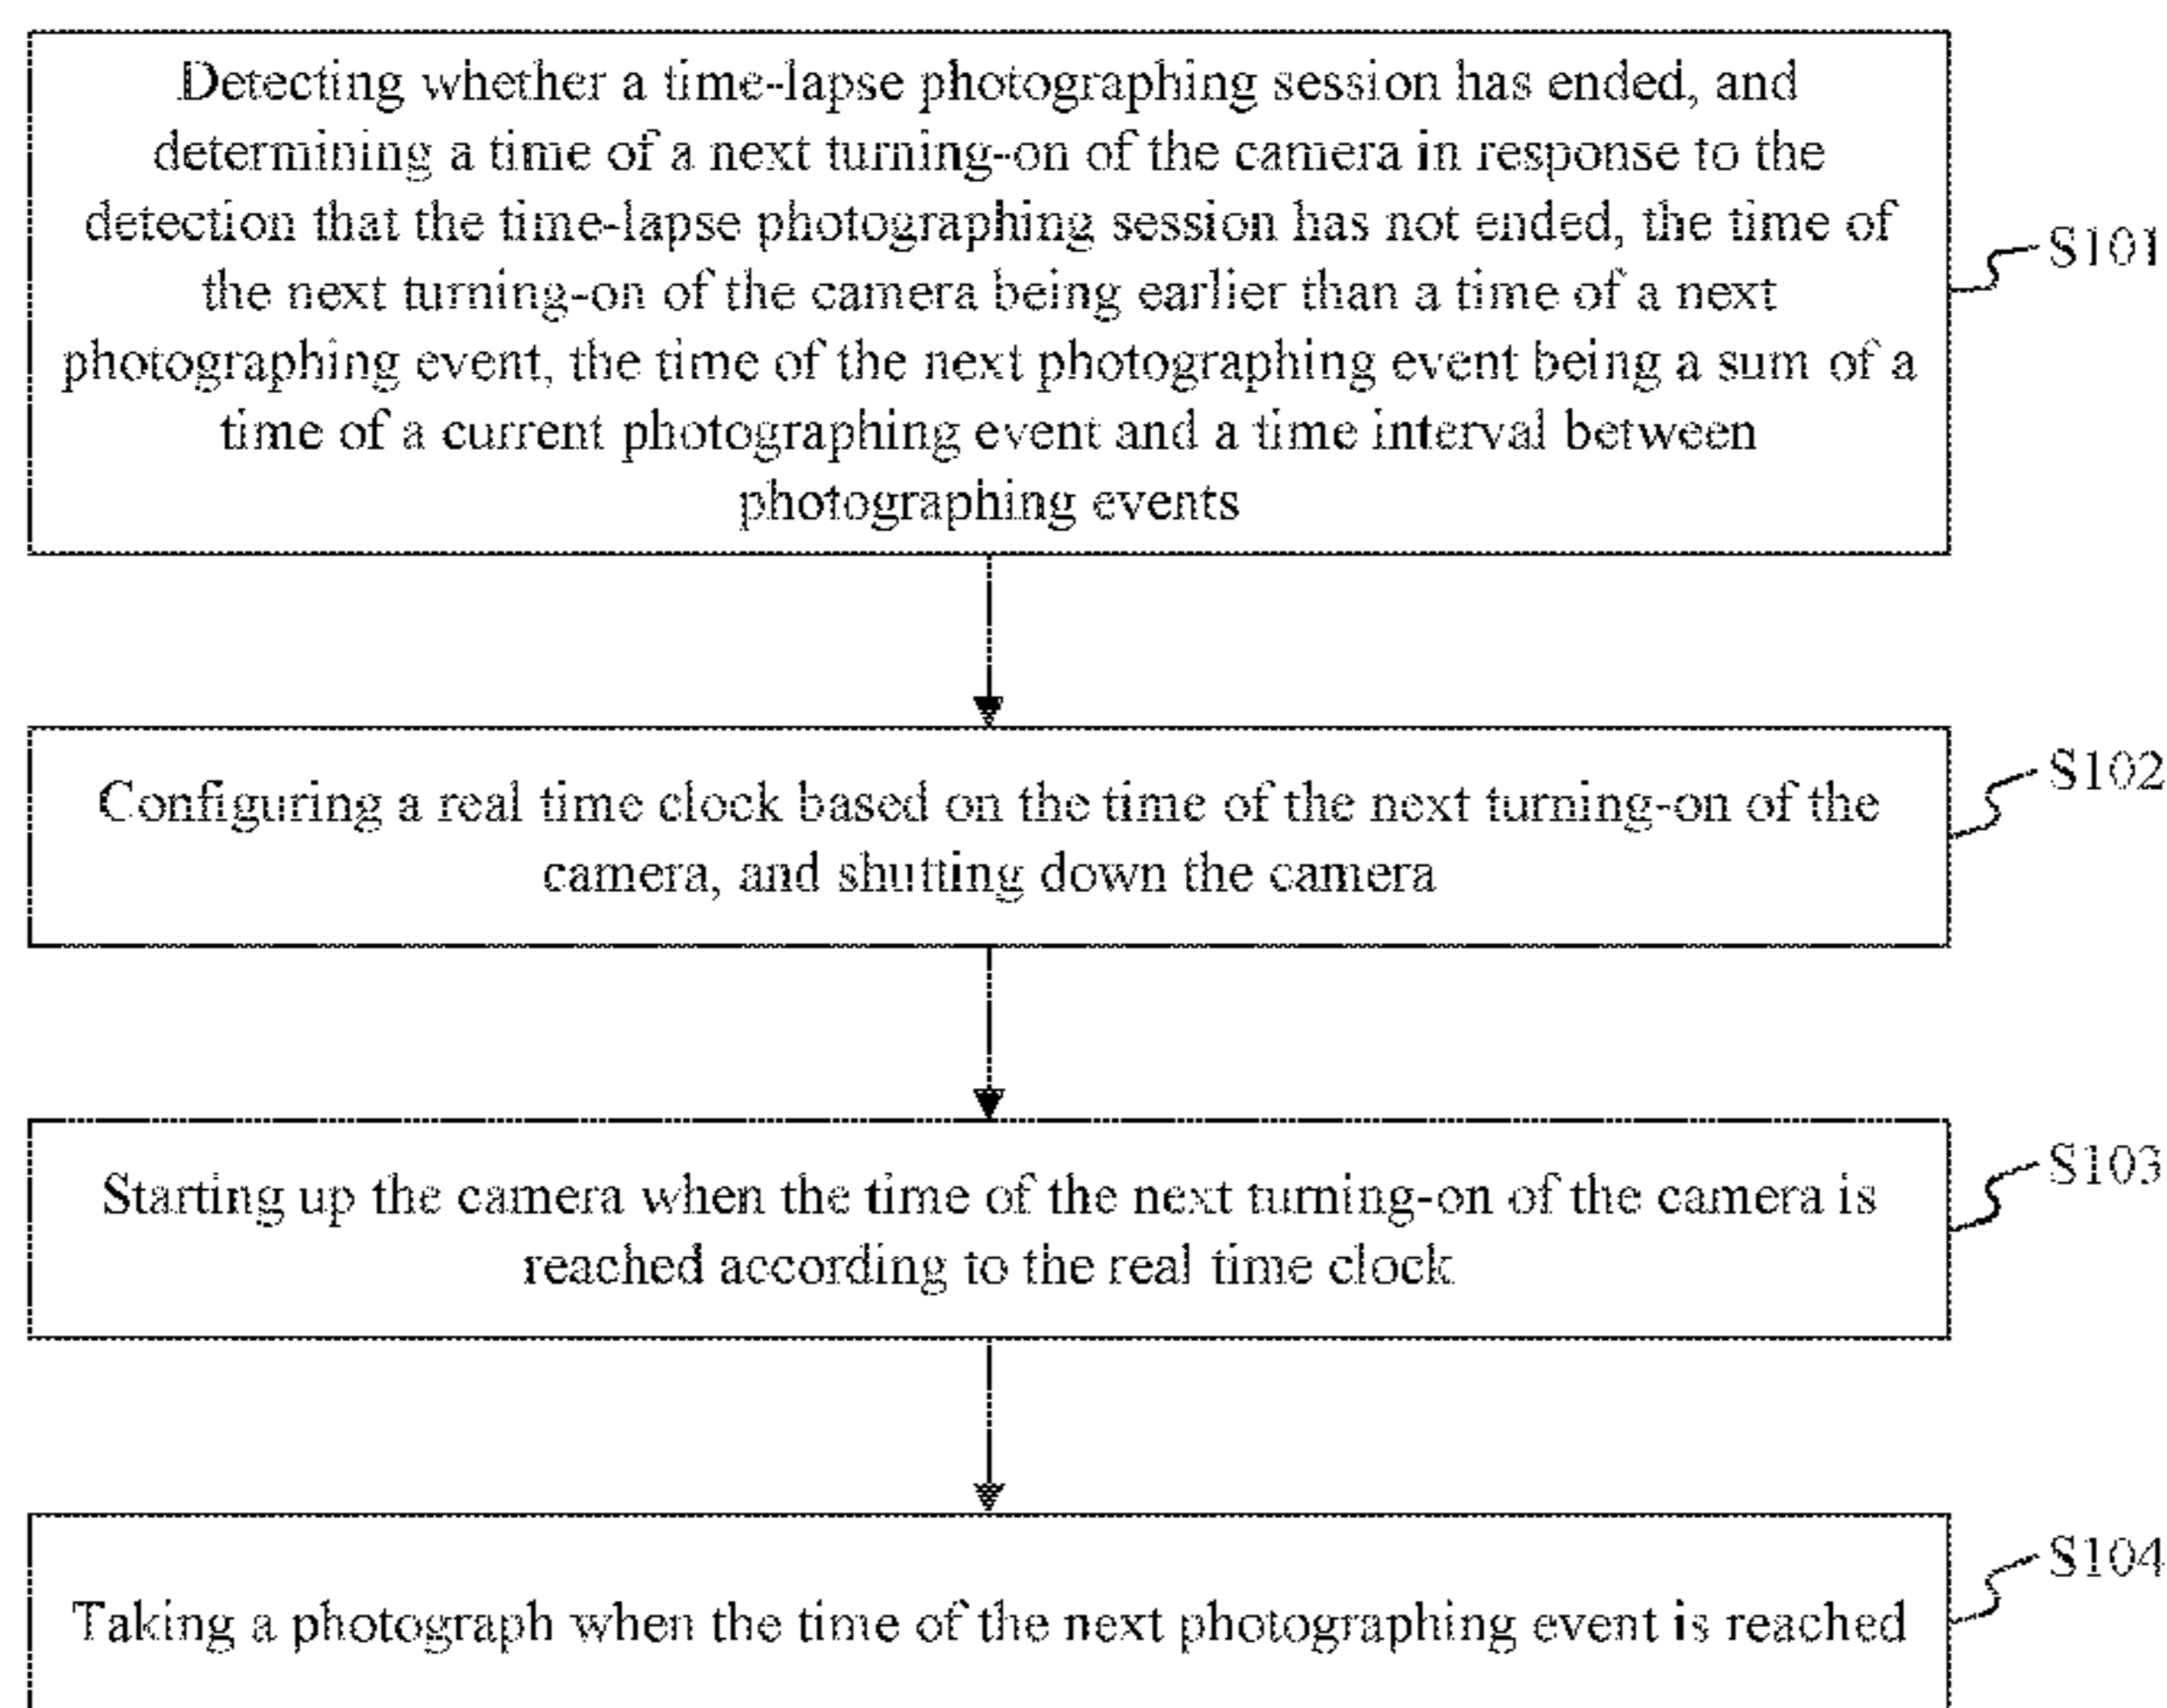 Detecting whether a time-lapse photographing session has ended, and
determining a time of a next turning-on of the camera in response to the
detection that the time-lapse photographing session has not ended, the time of
the next turning-on of the camera being earlier than a time of a next
photographing event, the time of the next photographing event being a sum of a
time of a current photographing event and a time interval between
photographing events
S101
Configuring a real time clock based on the time of the next turning-on of the
camera, and shutting down the camera
S102
Starting up the camera when the time of the next turning-on of the camera is
reached according to the real time clock
S103
Taking a photograph when the time of the next photographing event is reached
S104